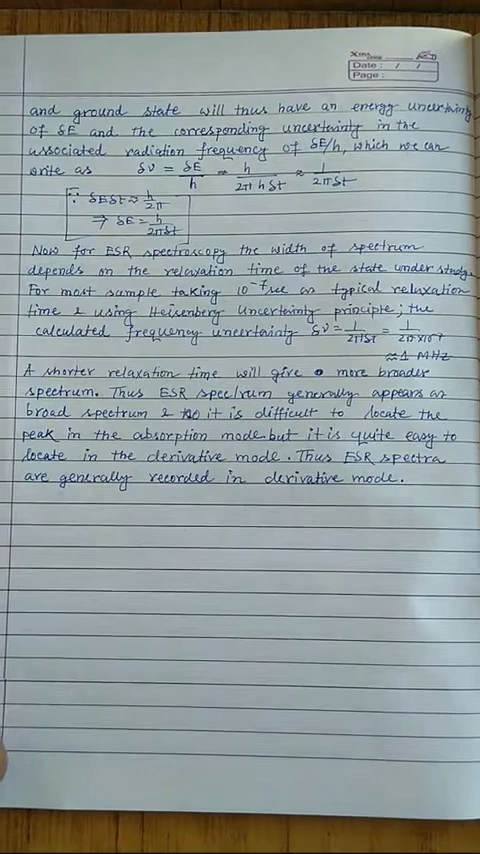 Date : / /
Page :
and ground state will thus have an energy uncertainty
of δE and the corresponding uncertainty in the
associated radiation frequency of δE/h, which we can
write as δν = δE/h ≈ h/2πhδt ≈ 1/2πδt
∵ δEδt ≈ h/2π
⇒ δE = h/2πδt
Now for ESR spectroscopy the width of spectrum
depends on the relaxation time of the state under study.
For most sample taking 10⁻⁷sec as typical relaxation
time & using Heisenberg uncertainty principle; the
calculated frequency uncertainty δν = 1/2πδt = 1/2π×10⁻⁷
≈ 1 MHz
A shorter relaxation time will give more broader
spectrum. Thus ESR spectrum generally appears as
broad spectrum & so it is difficult to locate the
peak in the absorption mode but it is quite easy to
locate in the derivative mode. Thus ESR spectra
are generally recorded in derivative mode.